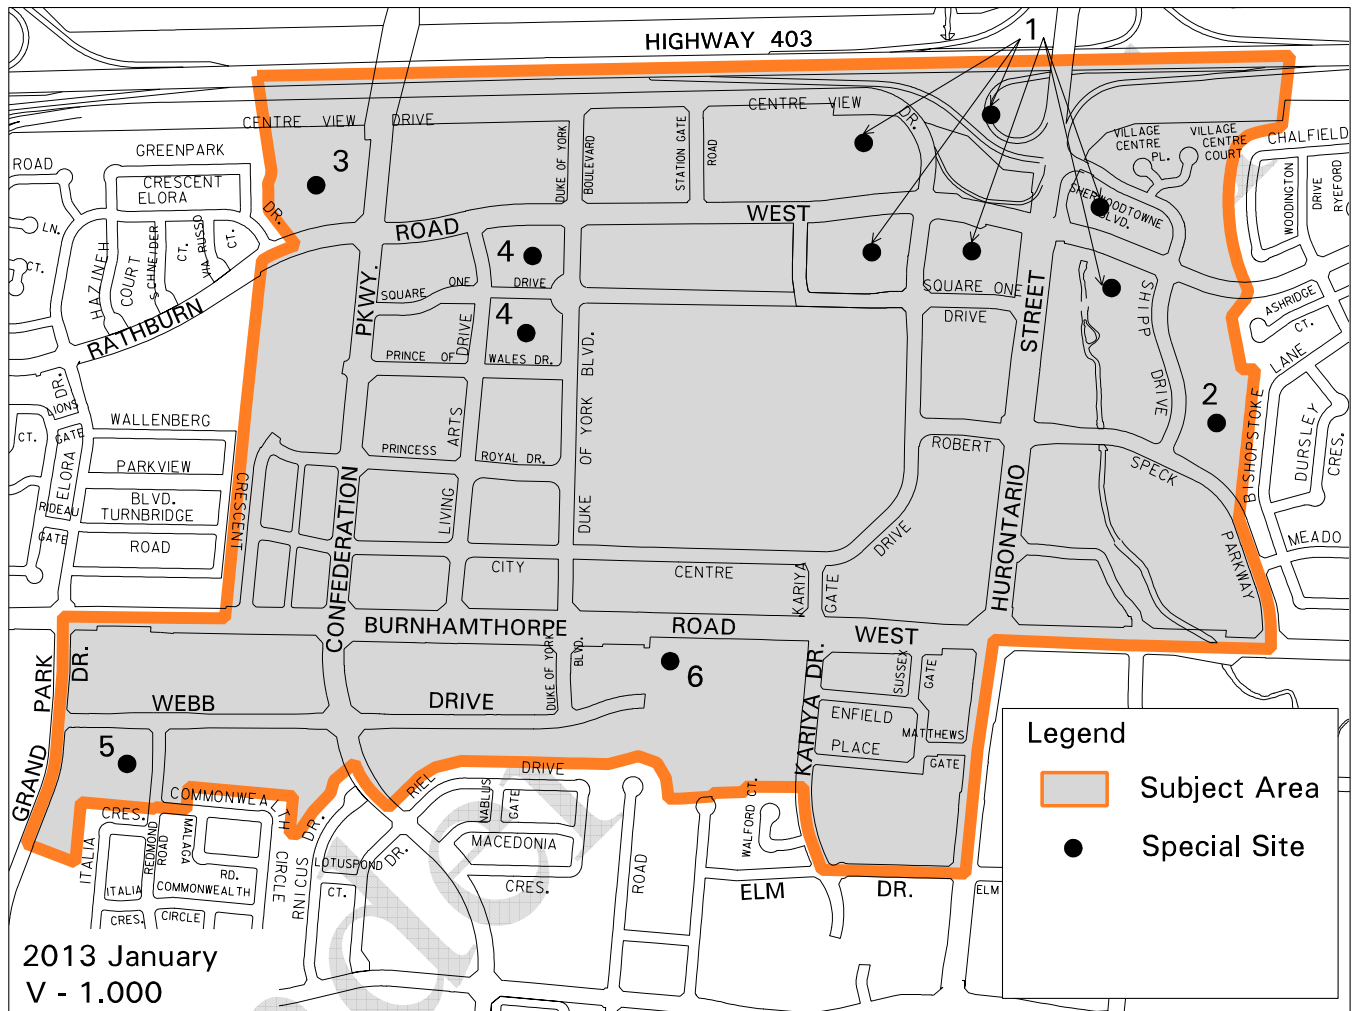 HIGHWAY 403
1
CENTRE VIEW DRIVE
CENTRE VIEW DR.
GREENPARK
ROAD
CRESCENT
ELORA
3
DR.
DUKE OF YORK
BOULEVARD
STATION GATE
ROAD
VILLAGE
CENTRE
PL.
VILLAGE
CENTRE
COURT
CHALFIELD
WOODINGTON
DRIVE
RYEFORD
SHERWOODTOWNE
BLVD.
LN.
CT.
HAZINEH
COURT
SCHNEIDER
CT.
VIA RUSSO
CT.
RATHBURN
ROAD
WEST
4
SQUARE ONE DRIVE
4
PRINCE OF WALES DR.
PKWY.
DRIVE
SQUARE ONE
DRIVE
STREET
SHIPP
DRIVE
ASHRIDGE
CT.
LANE
2
BISHOPSTOKE
DURSLEY
CRES.
DR.
LIONS
GATE
CT.
ELORA
RIDEAU
GATE
WALLENBERG
PARKVIEW
BLVD.
TURNBRIDGE
ROAD
CRESCENT
CONFEDERATION
PRINCESS
ROYAL DR.
LIVING
ARTS
DUKE OF YORK BLVD.
ROBERT
SPECK
PARKWAY
DRIVE
HURONTARIO
MEADO
CITY
CENTRE
KARIYA
GATE
BURNHAMTHORPE
ROAD
WEST
GRAND PARK DR.
WEBB
DRIVE
DUKE OF YORK
BLVD.
6
KARIYA DR.
SUSSEX
GATE
ENFIELD
PLACE
MATTHEWS
GATE
5
COMMONWEALTH
CIRCLE
CRES.
ITALIA
REDMOND
ROAD
MALAGA
RD.
ITALIA
CRES.
COMMONWEALTH
CIRCLE
DR.
RNICUS
LOTUSPOND
CT.
DR.
RIEL
DRIVE
NABLUS
GATE
MACEDONIA
CRES.
ROAD
WALFORD CT.
ELM
DR.
ELM
Legend
Subject Area
Special Site
2013 January
V - 1.000